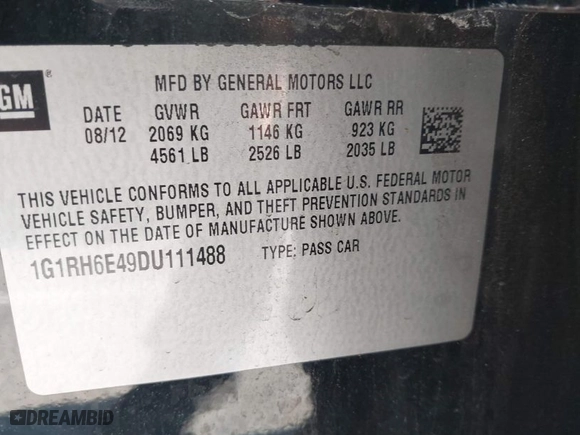 GM ®
MFD BY GENERAL MOTORS LLC
DATE GVWR GAWR FRT GAWR RR
08/12 2069 KG 1146 KG 923 KG
4561 LB 2526 LB 2035 LB
THIS VEHICLE CONFORMS TO ALL APPLICABLE U.S. FEDERAL MOTOR
VEHICLE SAFETY, BUMPER, AND THEFT PREVENTION STANDARDS IN
EFFECT ON THE DATE OF MANUFACTURE SHOWN ABOVE.
1G1RH6E49DU111488 TYPE: PASS CAR
DREAMBID